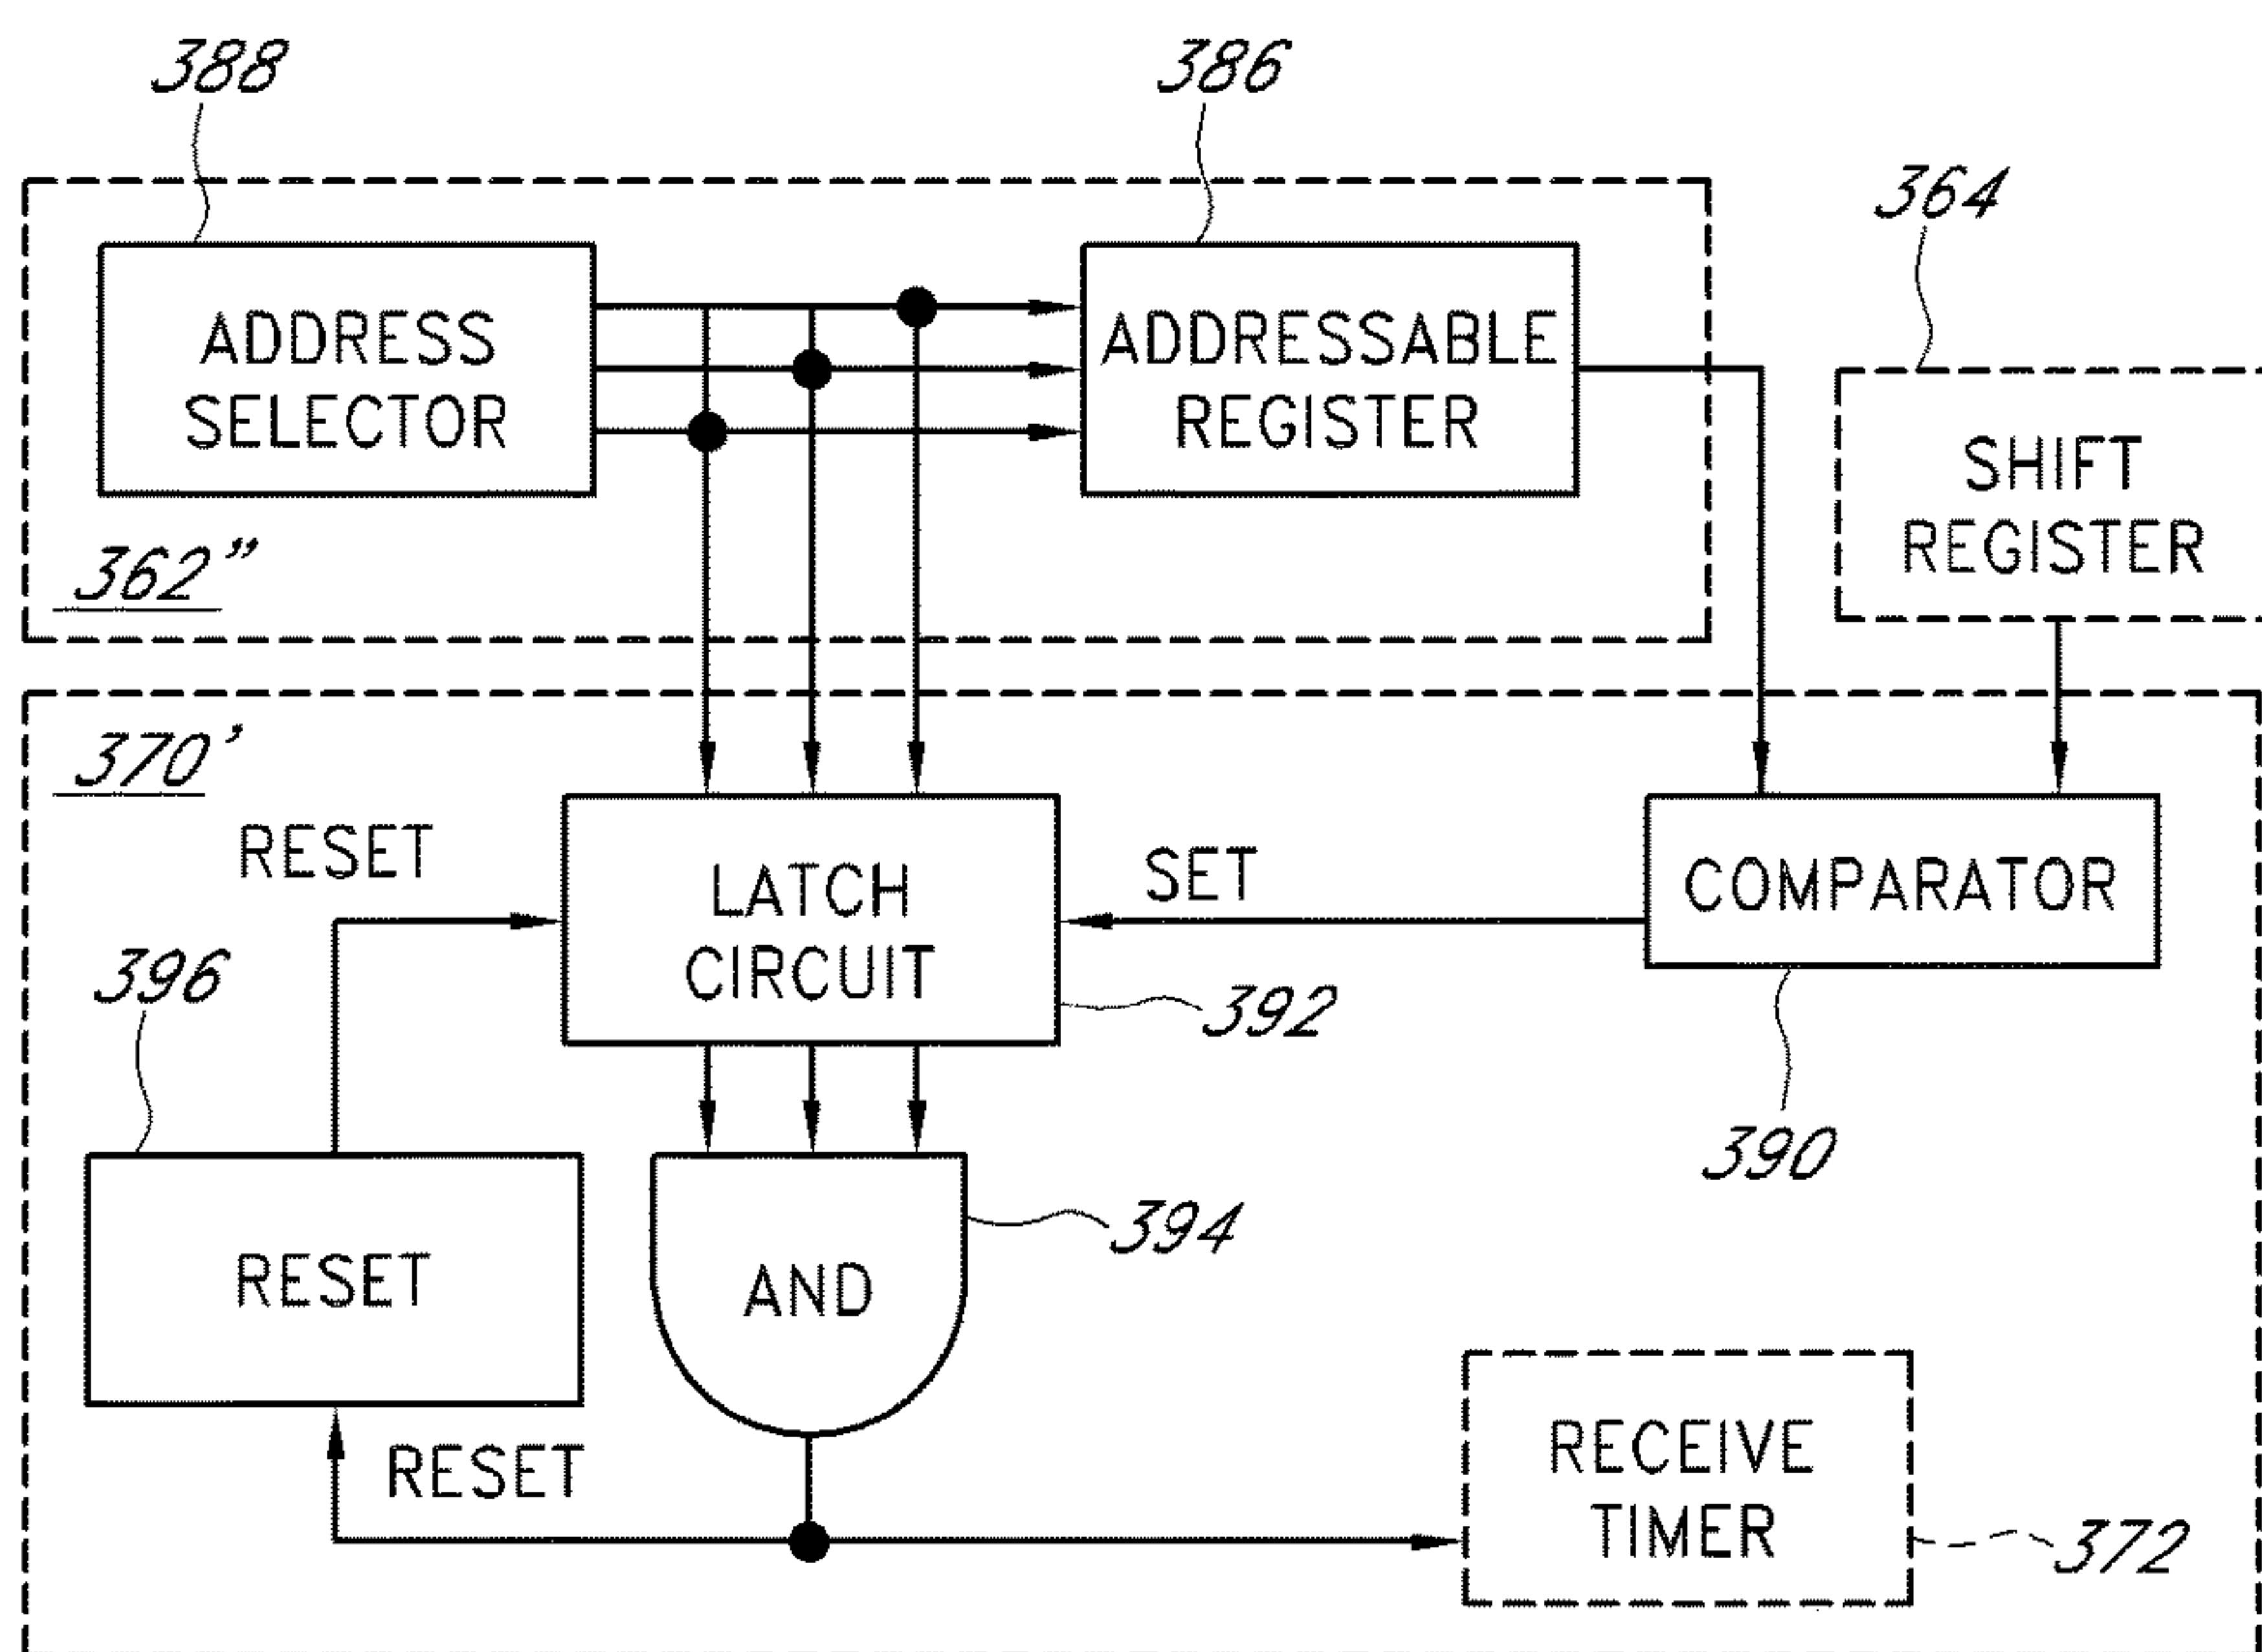 388
386
364
ADDRESS
SELECTOR
ADDRESSABLE
REGISTER
SHIFT
REGISTER
362"
370'
RESET
LATCH
CIRCUIT
SET
COMPARATOR
396
392
390
394
RESET
AND
RESET
RECEIVE
TIMER
372